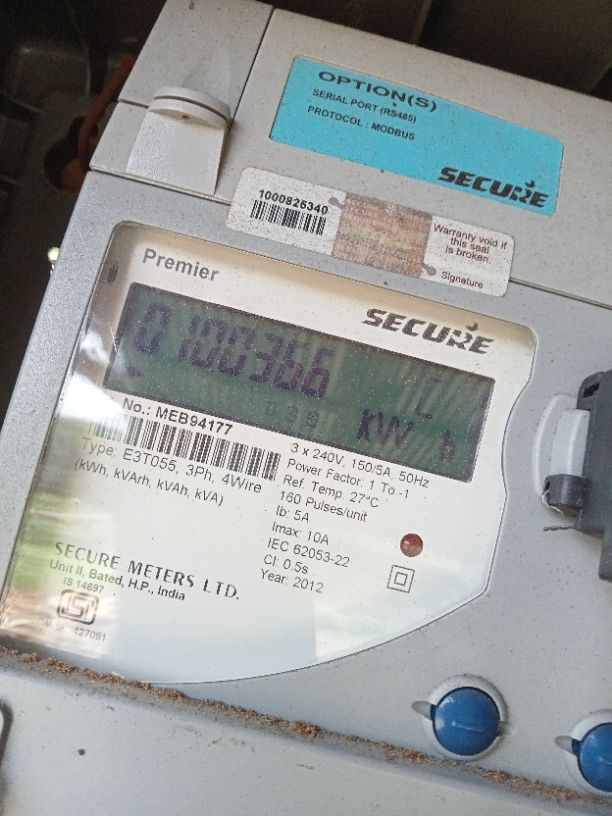 OPTION(S)
SERIAL PORT (RS485)
PROTOCOL : MODBUS
SECURE
1000825340
Warranty void if
this seal
is broken.
Signature
Premier
SECURE
0100366 C
kW h
No.: MEB94177
Type: E3T055, 3Ph, 4Wire
(kWh, kVArh, kVAh, kVA)
3 x 240V, 150/5A, 50Hz
Power Factor: 1 To -1
Ref. Temp. 27°C
160 Pulses/unit
Ib: 5A
Imax: 10A
IEC 62053-22
Cl: 0.5s
Year: 2012
SECURE METERS LTD.
Unit II, Bated, H.P., India
IS 14697
ISI